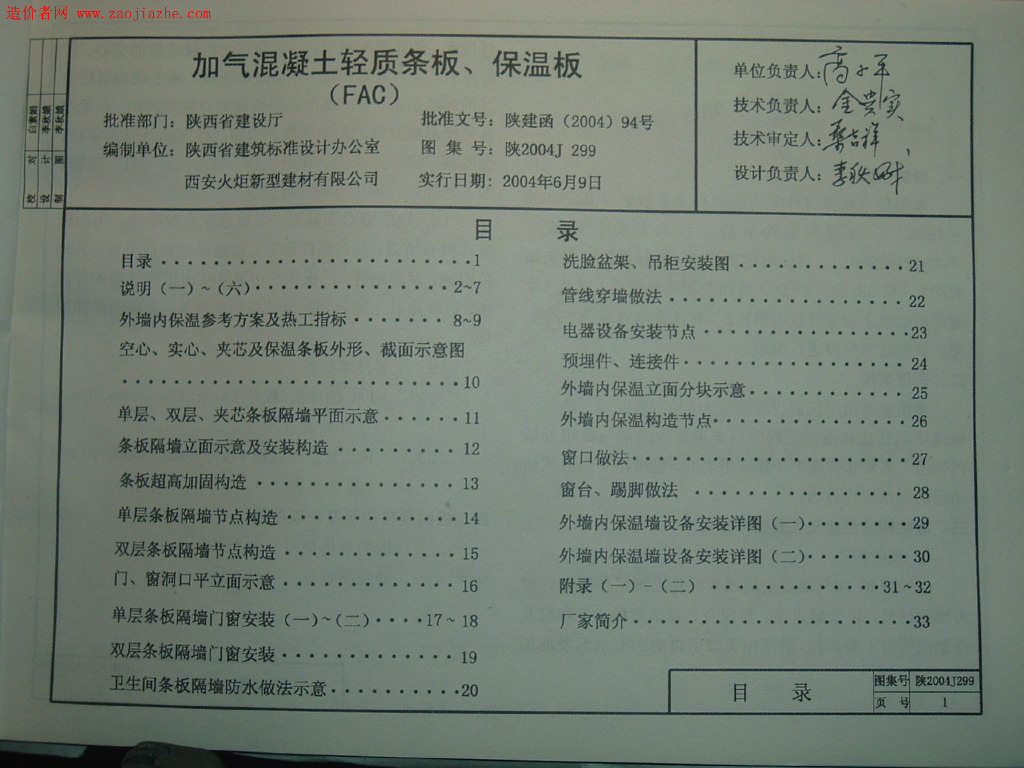 造价者网 www.zaojiazhe.com
加气混凝土轻质条板、保温板
（FAC）
批准部门：陕西省建设厅
批准文号：陕建函（2004）94号
编制单位：陕西省建筑标准设计办公室
图 集 号：陕2004J 299
西安火炬新型建材有限公司
实行日期：2004年6月9日
单位负责人：
技术负责人：
技术审定人：
设计负责人：
校 对
设 计 李秋娥
制 图 李秋娥
目 录
目录··························1
说明（一）～（六）·················2～7
外墙内保温参考方案及热工指标········8～9
空心、实心、夹芯及保温条板外形、截面示意图
····························10
单层、双层、夹芯条板隔墙平面示意······11
条板隔墙立面示意及安装构造··········12
条板超高加固构造·················13
单层条板隔墙节点构造··············14
双层条板隔墙节点构造··············15
门、窗洞口平立面示意··············16
单层条板隔墙门窗安装（一）～（二）····17～18
双层条板隔墙门窗安装··············19
卫生间条板隔墙防水做法示意··········20
洗脸盆架、吊柜安装图··············21
管线穿墙做法····················22
电器设备安装节点·················23
预埋件、连接件··················24
外墙内保温立面分块示意·············25
外墙内保温构造节点···············26
窗口做法·······················27
窗台、踢脚做法··················28
外墙内保温墙设备安装详图（一）········29
外墙内保温墙设备安装详图（二）········30
附录（一）-（二）··············31～32
厂家简介·······················33
目 录
图集号 陕2004J299
页 号 1